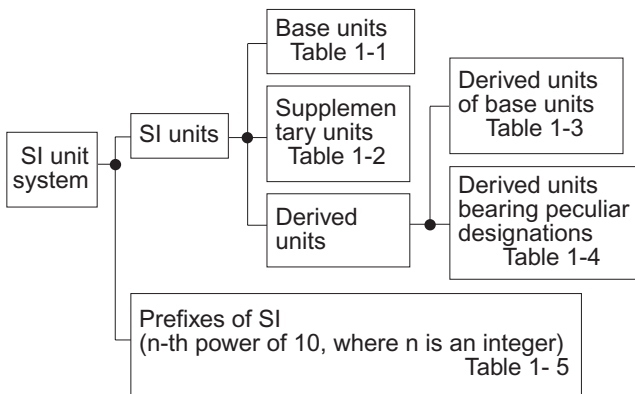 SI unit
system
SI units
Base units
Table 1-1
Supplemen
tary units
Table 1-2
Derived
units
Derived units
of base units
Table 1-3
Derived units
bearing peculiar
designations
Table 1-4
Prefixes of SI
(n-th power of 10, where n is an integer)
Table 1- 5